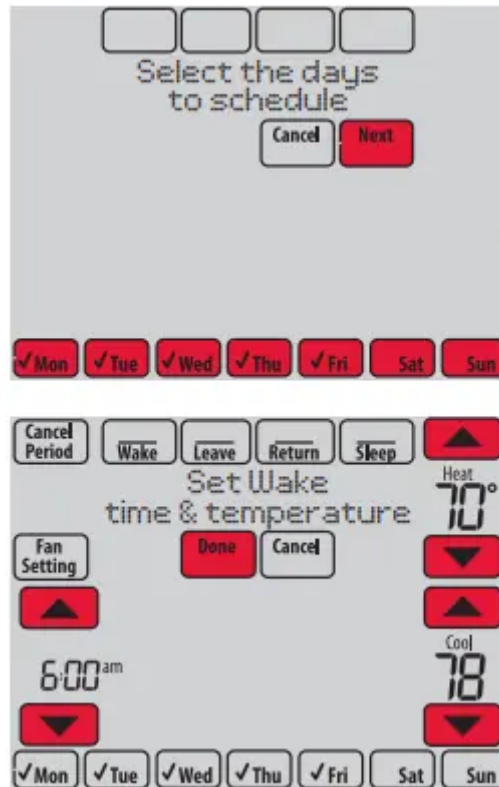 Select the days
to schedule
Cancel Next
✓Mon ✓Tue ✓Wed ✓Thu ✓Fri Sat Sun
Cancel
Period
Wake Leave Return Sleep
Set Wake
time & temperature
Heat
70°
Done Cancel
Fan
Setting
6:00 am
Cool
78
✓Mon ✓Tue ✓Wed ✓Thu ✓Fri Sat Sun